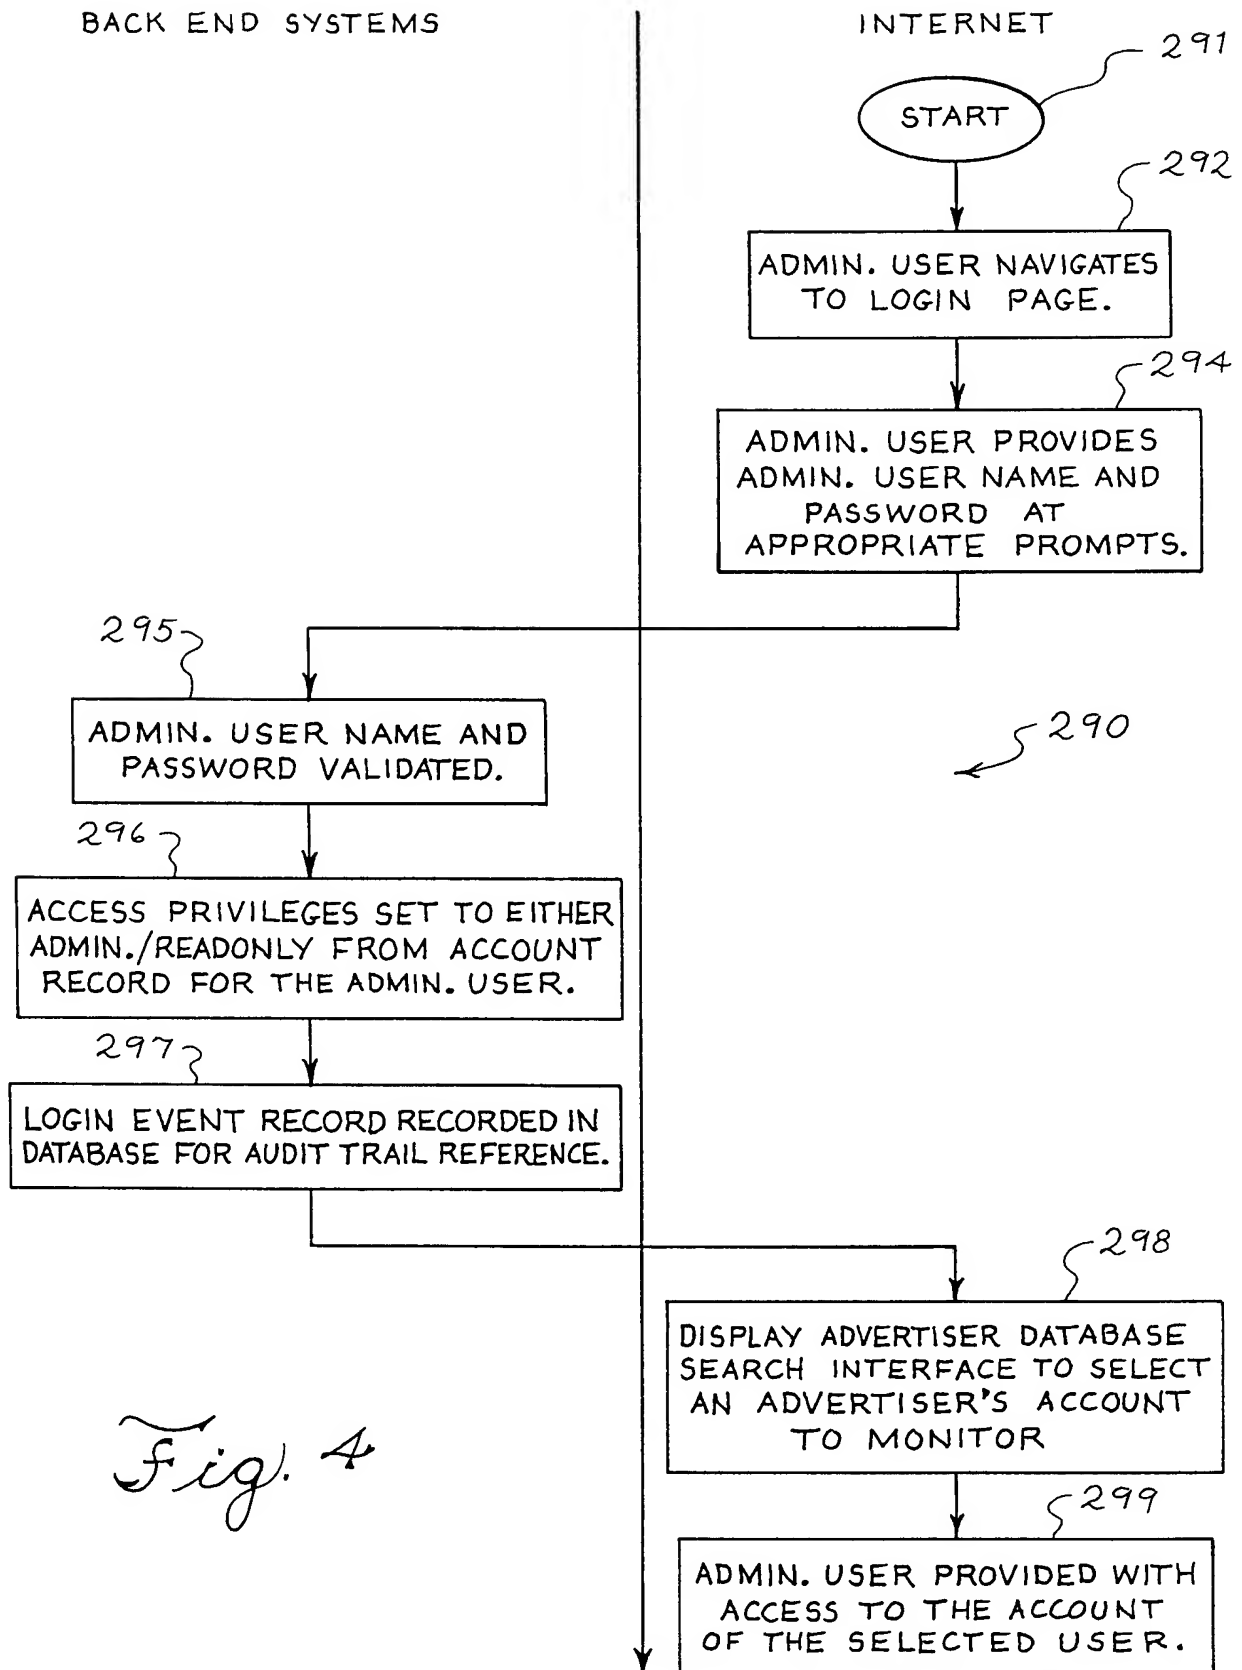 BACK END SYSTEMS
INTERNET
291
START
292
ADMIN. USER NAVIGATES
TO LOGIN PAGE.
294
ADMIN. USER PROVIDES
ADMIN. USER NAME AND
PASSWORD AT
APPROPRIATE PROMPTS.
295
ADMIN. USER NAME AND
PASSWORD VALIDATED.
290
296
ACCESS PRIVILEGES SET TO EITHER
ADMIN./READONLY FROM ACCOUNT
RECORD FOR THE ADMIN. USER.
297
LOGIN EVENT RECORD RECORDED IN
DATABASE FOR AUDIT TRAIL REFERENCE.
298
DISPLAY ADVERTISER DATABASE
SEARCH INTERFACE TO SELECT
AN ADVERTISER'S ACCOUNT
TO MONITOR
Fig. 4
299
ADMIN. USER PROVIDED WITH
ACCESS TO THE ACCOUNT
OF THE SELECTED USER.